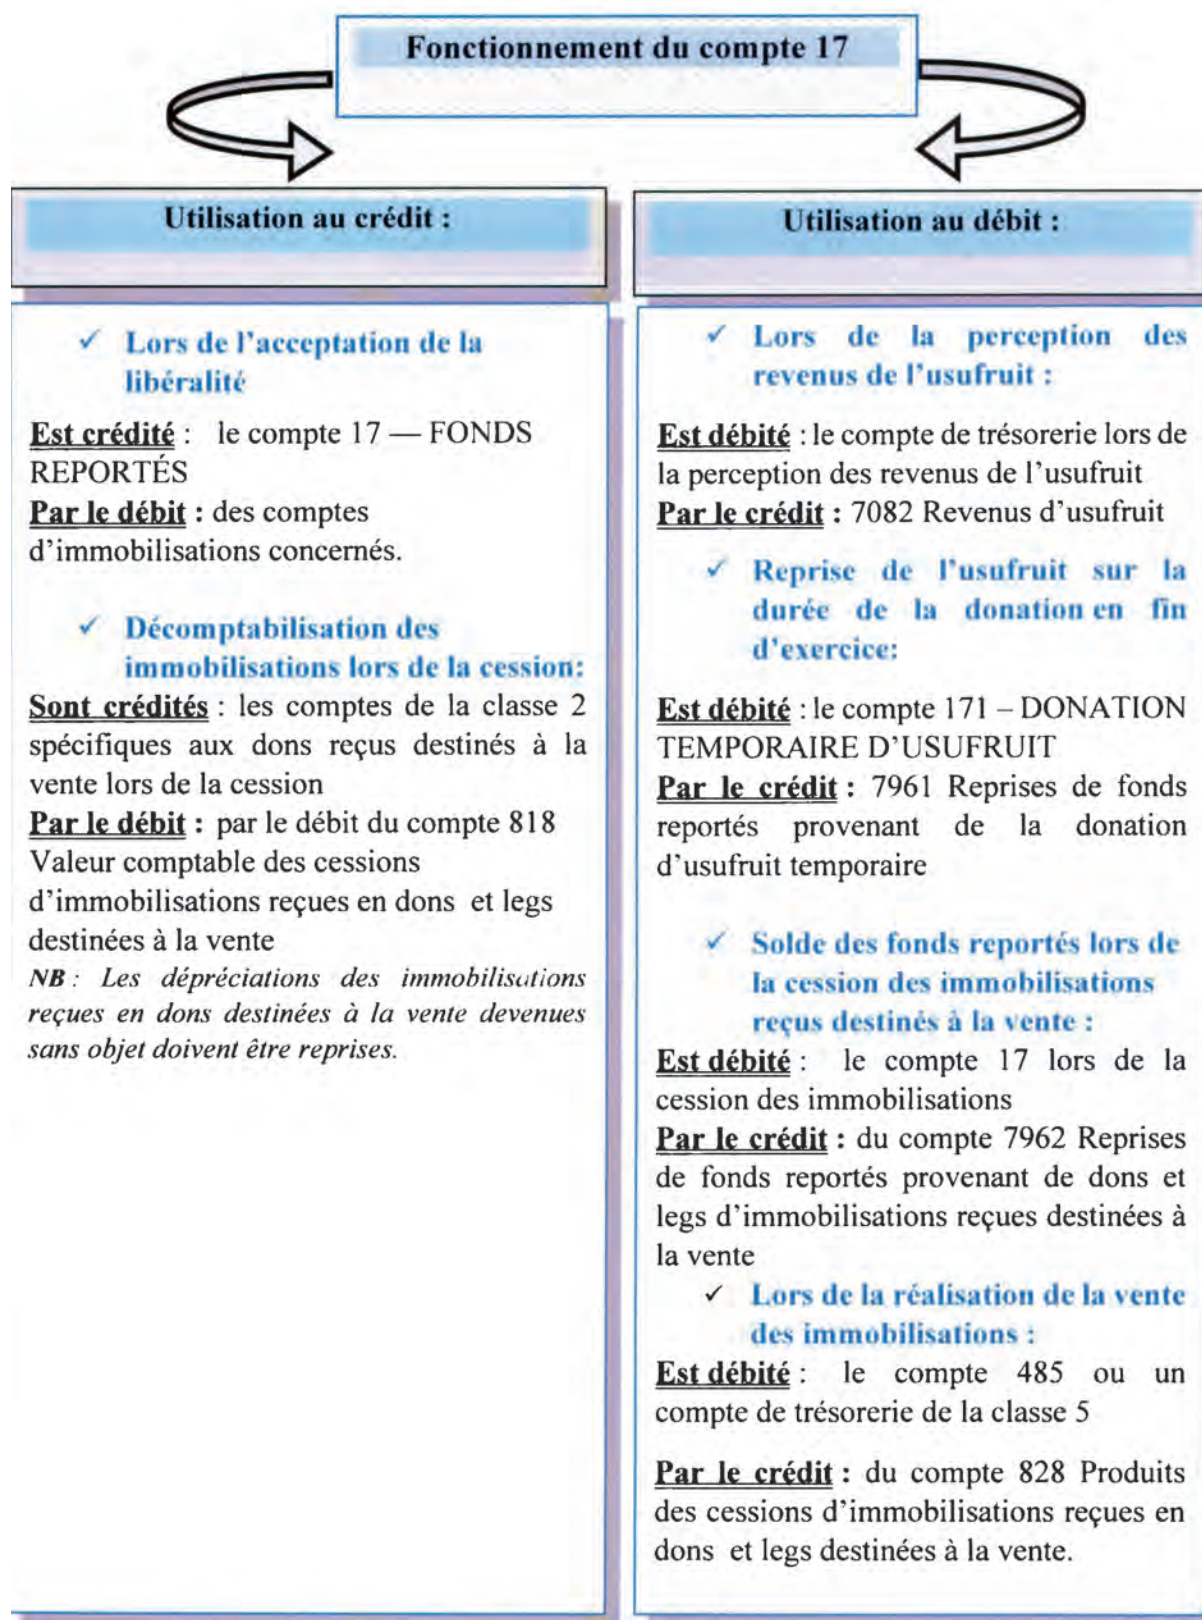 Fonctionnement du compte 17
Utilisation au crédit :
✓ Lors de l'acceptation de la
libéralité
Est crédité : le compte 17 — FONDS
REPORTÉS
Par le débit : des comptes
d'immobilisations concernés.
✓ Décomptabilisation des
immobilisations lors de la cession:
Sont crédités : les comptes de la classe 2
spécifiques aux dons reçus destinés à la
vente lors de la cession
Par le débit : par le débit du compte 818
Valeur comptable des cessions
d'immobilisations reçues en dons et legs
destinées à la vente
NB : Les dépréciations des immobilisations
reçues en dons destinées à la vente devenues
sans objet doivent être reprises.
Utilisation au débit :
✓ Lors de la perception des
revenus de l'usufruit :
Est débité : le compte de trésorerie lors de
la perception des revenus de l'usufruit
Par le crédit : 7082 Revenus d'usufruit
✓ Reprise de l'usufruit sur la
durée de la donation en fin
d'exercice:
Est débité : le compte 171 – DONATION
TEMPORAIRE D'USUFRUIT
Par le crédit : 7961 Reprises de fonds
reportés provenant de la donation
d'usufruit temporaire
✓ Solde des fonds reportés lors de
la cession des immobilisations
reçus destinés à la vente :
Est débité : le compte 17 lors de la
cession des immobilisations
Par le crédit : du compte 7962 Reprises
de fonds reportés provenant de dons et
legs d'immobilisations reçues destinées à
la vente
✓ Lors de la réalisation de la vente
des immobilisations :
Est débité : le compte 485 ou un
compte de trésorerie de la classe 5
Par le crédit : du compte 828 Produits
des cessions d'immobilisations reçues en
dons et legs destinées à la vente.